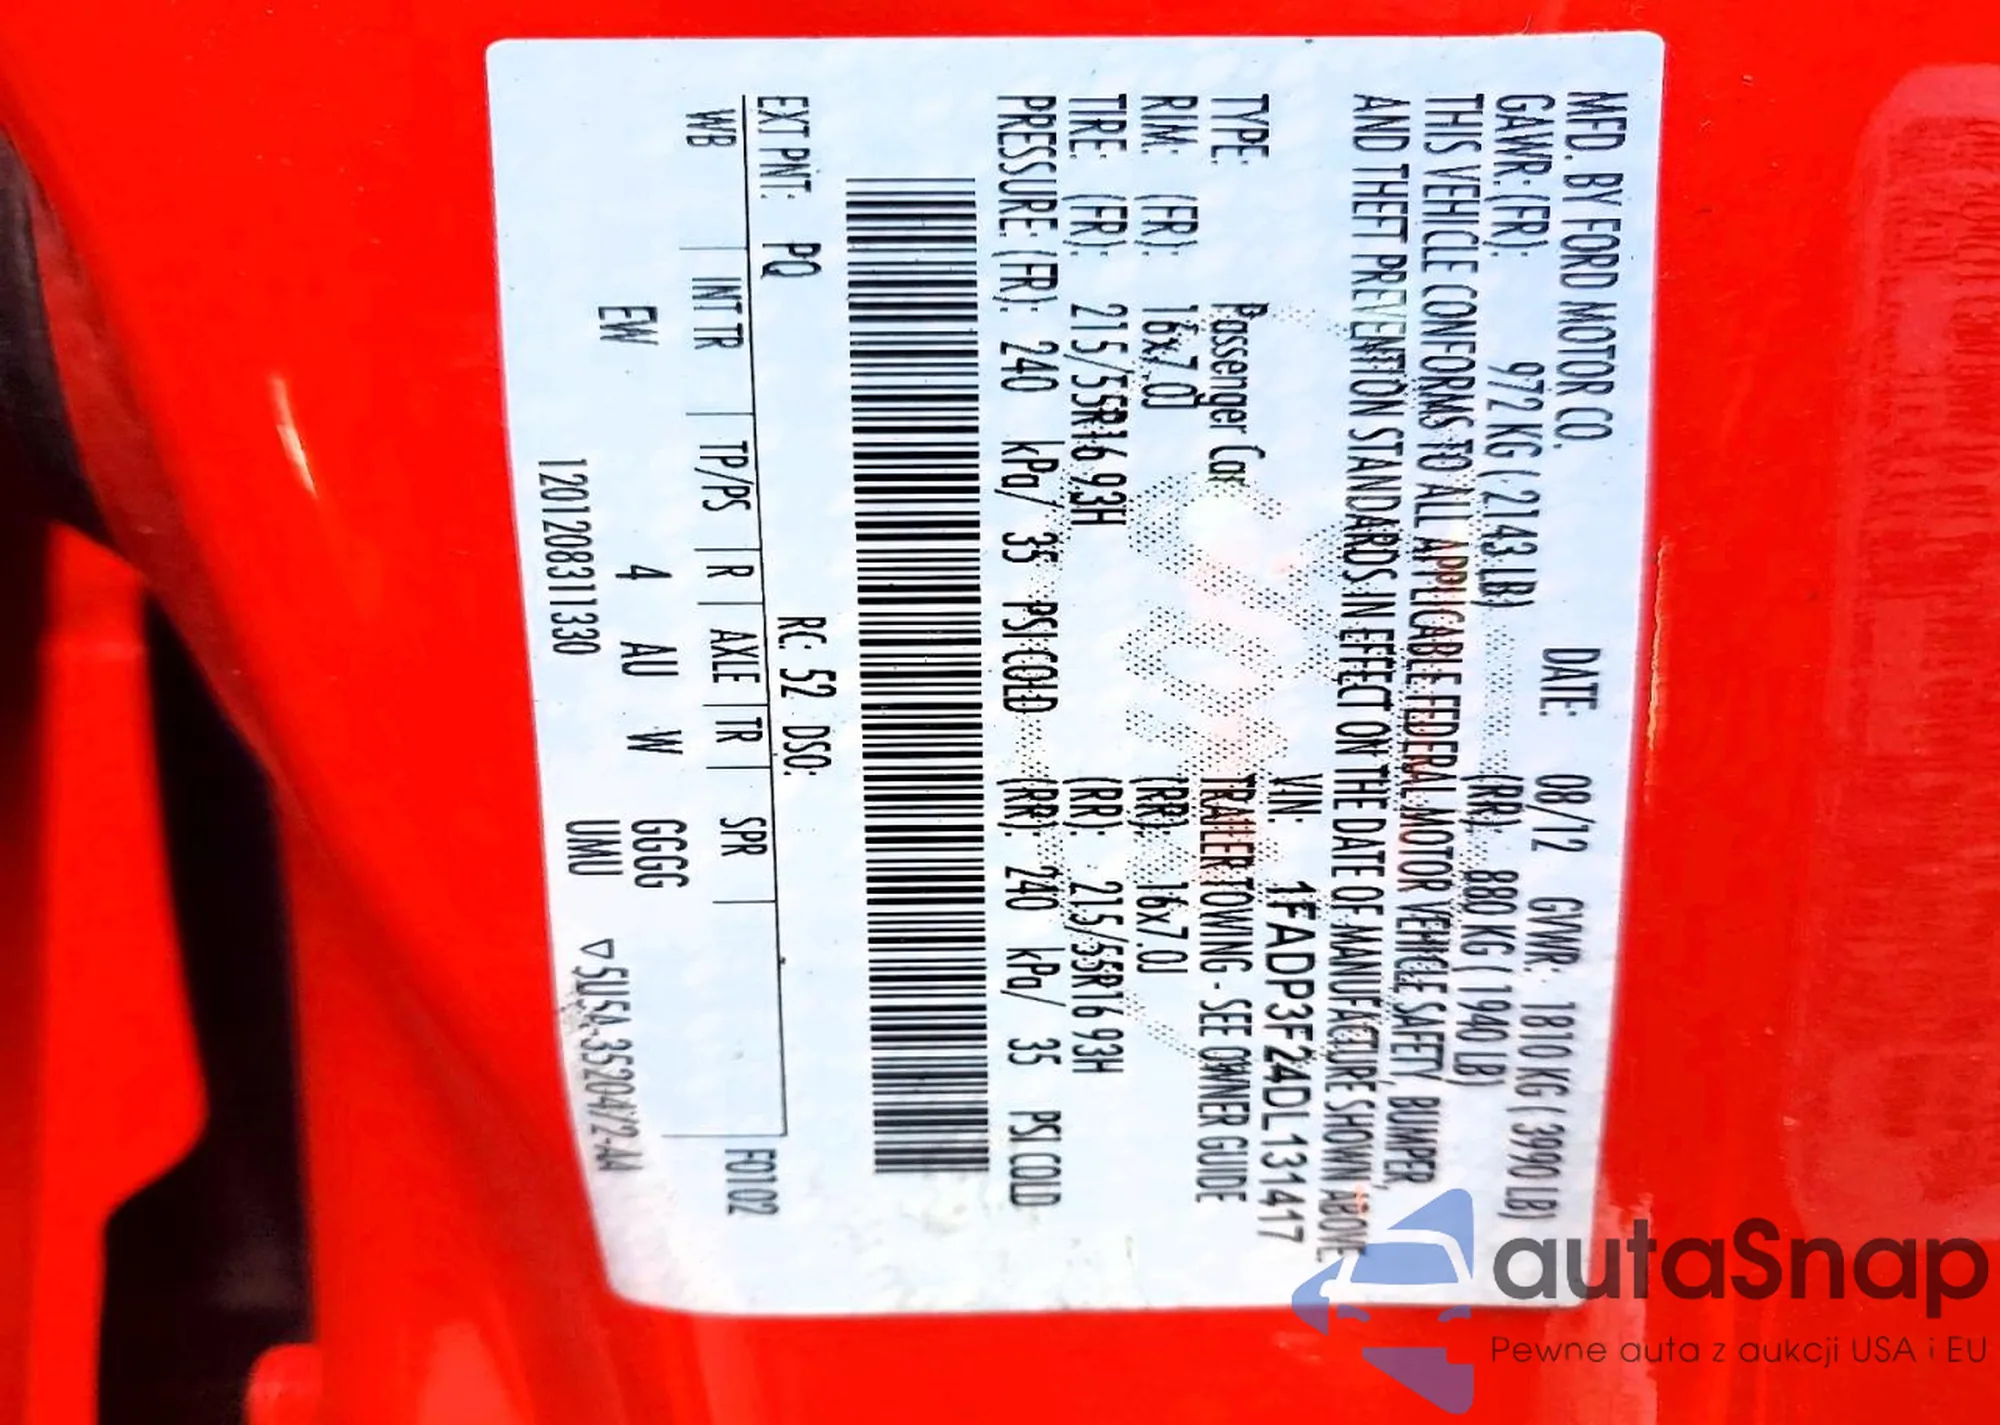 MFD. BY FORD MOTOR CO.
DATE: 08/12 GVWR: 1810 KG ( 3990 LB)
GAWR: (FR): 972 KG ( 2143 LB) (RR): 880 KG ( 1940 LB)
THIS VEHICLE CONFORMS TO ALL APPLICABLE FEDERAL MOTOR VEHICLE SAFETY, BUMPER,
AND THEFT PREVENTION STANDARDS IN EFFECT ON THE DATE OF MANUFACTURE SHOWN ABOVE
VIN: 1FADP3F24DL131417
TYPE: Passenger Car TRAILER TOWING - SEE OWNER GUIDE
RIM: (FR): 16x7.0J (RR): 16x7.0J
TIRE: (FR): 215/55R16 93H (RR): 215/55R16 93H
PRESSURE: (FR): 240 kPa/ 35 PSI COLD (RR): 240 kPa/ 35 PSI COLD
EXT PNT: PQ RC: 52 DSO:
F0102
WB INT TR TP/PS R AXLE TR SPR
EW 4 AU W GGGG
UMU
1201208311330 ▽5U5A-3520472-AA
autaSnap
Pewne auta z aukcji USA i EU